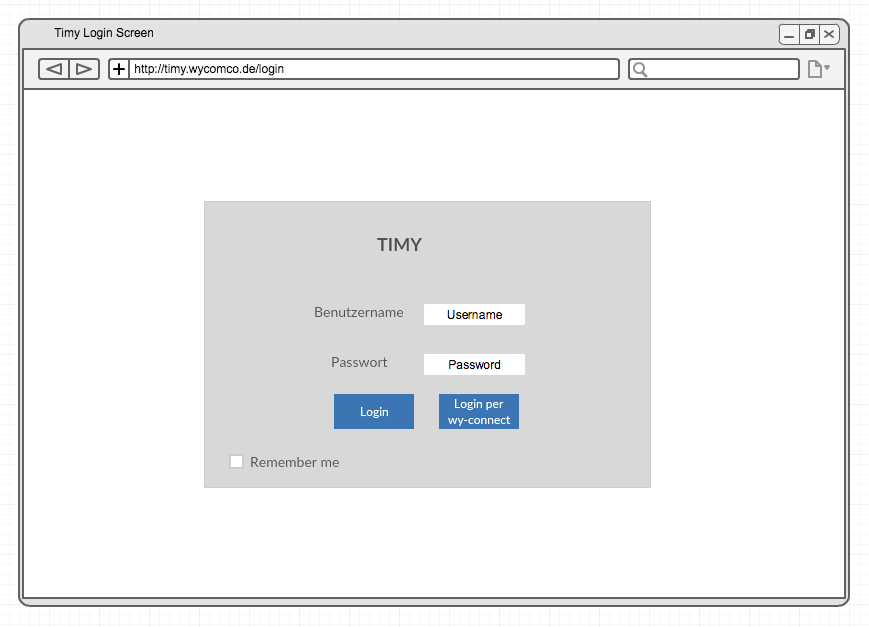 Timy Login Screen
http://timy.wycomco.de/login
TIMY
Benutzername Username
Passwort Password
Login
Login per
wy-connect
Remember me